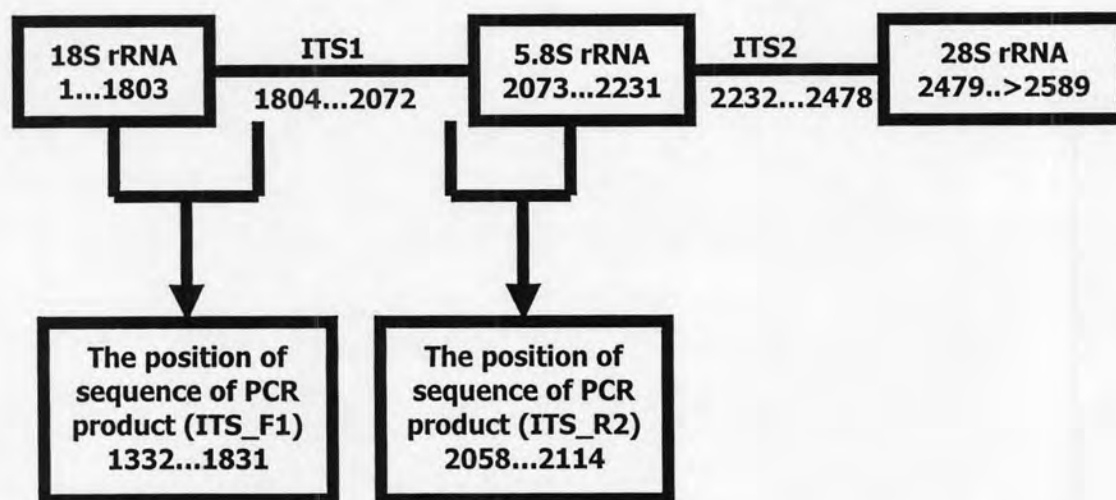 18S rRNA
1...1803
ITS1
1804...2072
5.8S rRNA
2073...2231
ITS2
2232...2478
28S rRNA
2479..>2589
The position of
sequence of PCR
product (ITS_F1)
1332...1831
The position of
sequence of PCR
product (ITS_R2)
2058...2114